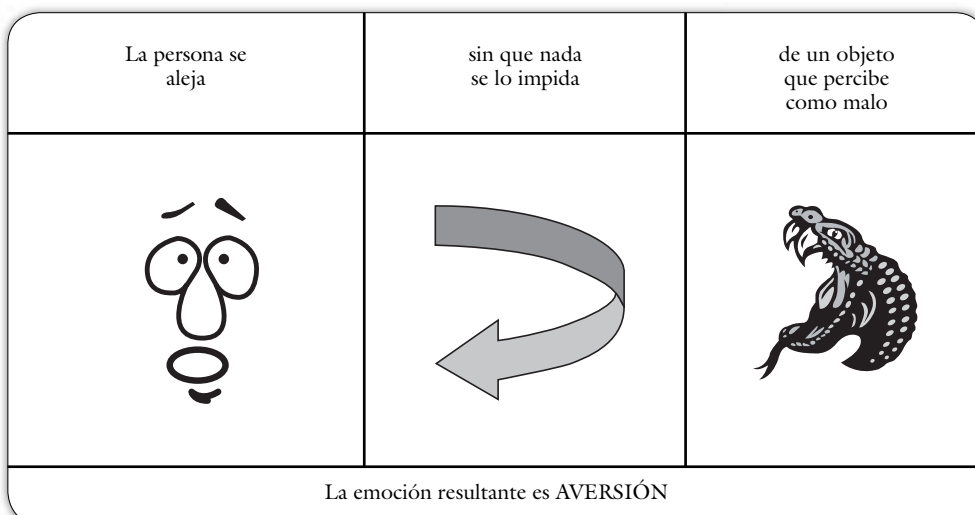 La persona se
aleja
sin que nada
se lo impida
de un objeto
que percibe
como malo
La emoción resultante es AVERSIÓN